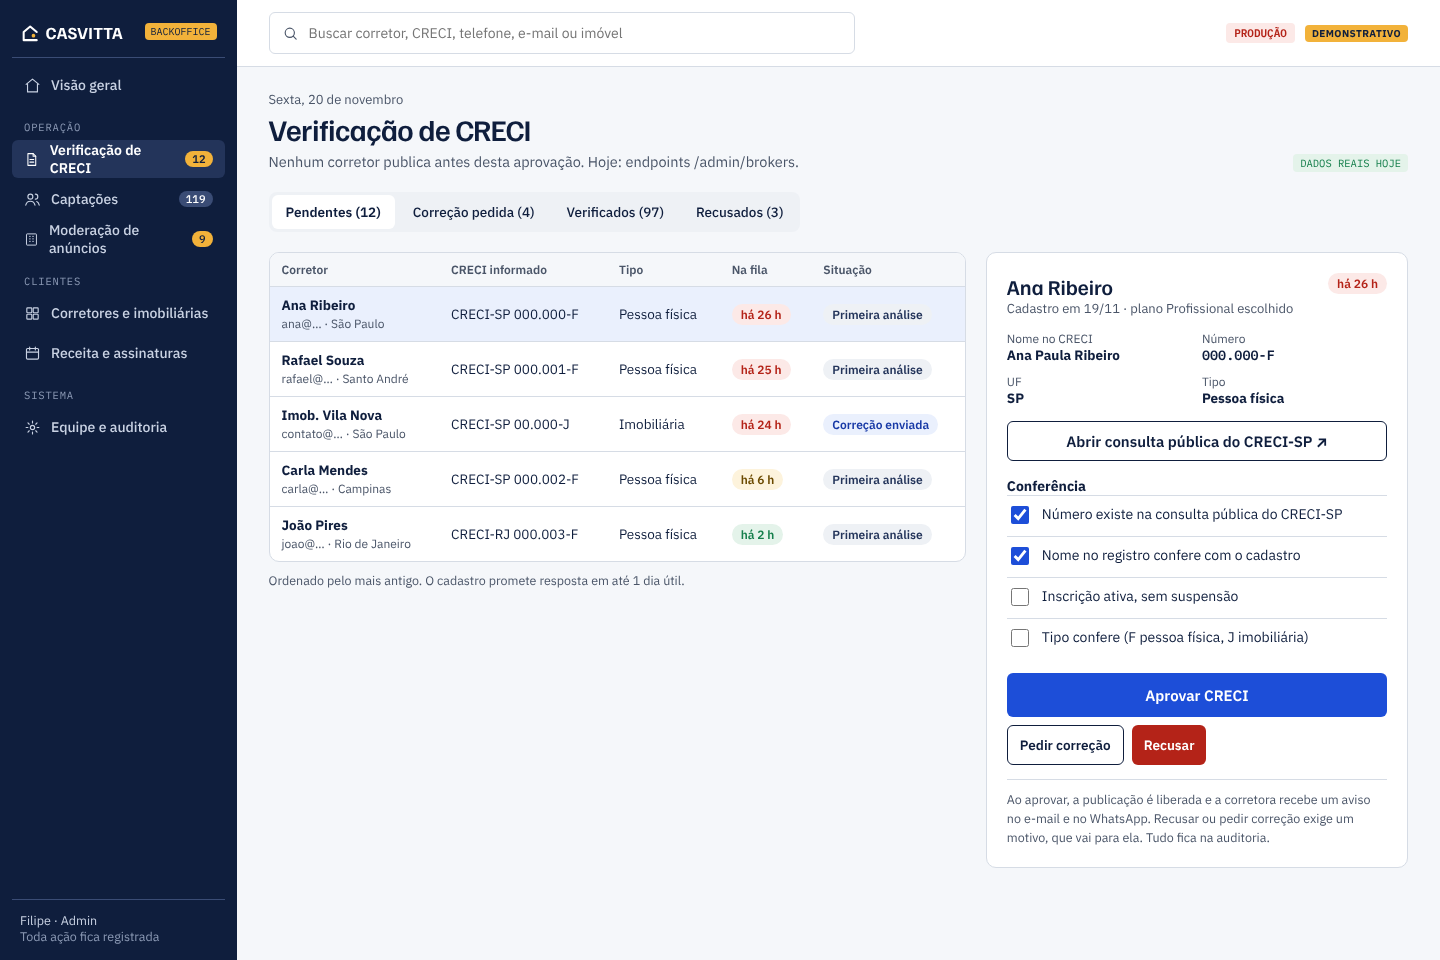 CASVITTA
BACKOFFICE
Visão geral
OPERAÇÃO
Verificação de
CRECI
12
Captações
119
Moderação de
anúncios
9
CLIENTES
Corretores e imobiliárias
Receita e assinaturas
SISTEMA
Equipe e auditoria
Filipe · Admin
Toda ação fica registrada
Buscar corretor, CRECI, telefone, e-mail ou imóvel
PRODUÇÃO
DEMONSTRATIVO
Sexta, 20 de novembro
Verificação de CRECI
Nenhum corretor publica antes desta aprovação. Hoje: endpoints /admin/brokers.
DADOS REAIS HOJE
Pendentes (12)
Correção pedida (4)
Verificados (97)
Recusados (3)
Corretor CRECI informado Tipo Na fila Situação
Ana Ribeiro
ana@... · São Paulo
CRECI-SP 000.000-F Pessoa física há 26 h Primeira análise
Rafael Souza
rafael@... · Santo André
CRECI-SP 000.001-F Pessoa física há 25 h Primeira análise
Imob. Vila Nova
contato@... · São Paulo
CRECI-SP 00.000-J Imobiliária há 24 h Correção enviada
Carla Mendes
carla@... · Campinas
CRECI-SP 000.002-F Pessoa física há 6 h Primeira análise
João Pires
joao@... · Rio de Janeiro
CRECI-RJ 000.003-F Pessoa física há 2 h Primeira análise
Ordenado pelo mais antigo. O cadastro promete resposta em até 1 dia útil.
Ana Ribeiro
há 26 h
Cadastro em 19/11 · plano Profissional escolhido
Nome no CRECI
Ana Paula Ribeiro
Número
000.000-F
UF
SP
Tipo
Pessoa física
Abrir consulta pública do CRECI-SP ↗
Conferência
Número existe na consulta pública do CRECI-SP
Nome no registro confere com o cadastro
Inscrição ativa, sem suspensão
Tipo confere (F pessoa física, J imobiliária)
Aprovar CRECI
Pedir correção
Recusar
Ao aprovar, a publicação é liberada e a corretora recebe um aviso
no e-mail e no WhatsApp. Recusar ou pedir correção exige um
motivo, que vai para ela. Tudo fica na auditoria.